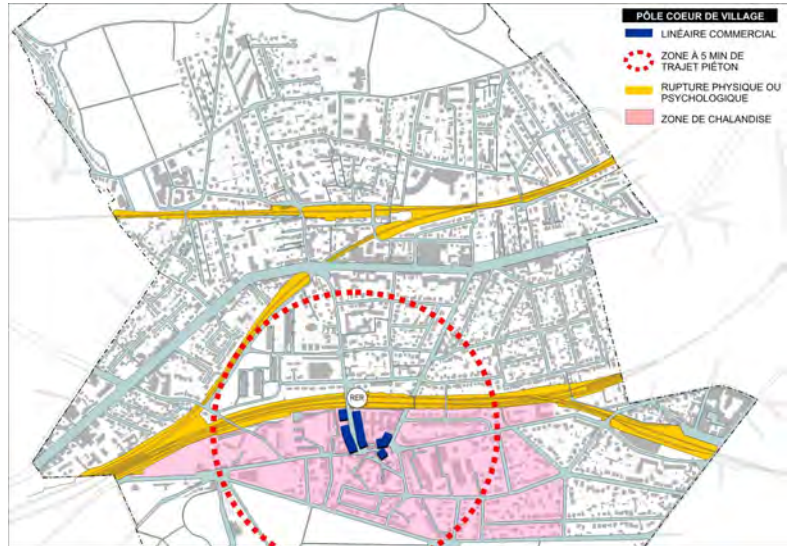 PÔLE COEUR DE VILLAGE
LINÉAIRE COMMERCIAL
ZONE À 5 MIN DE
TRAJET PIÉTON
RUPTURE PHYSIQUE OU
PSYCHOLOGIQUE
ZONE DE CHALANDISE
RER